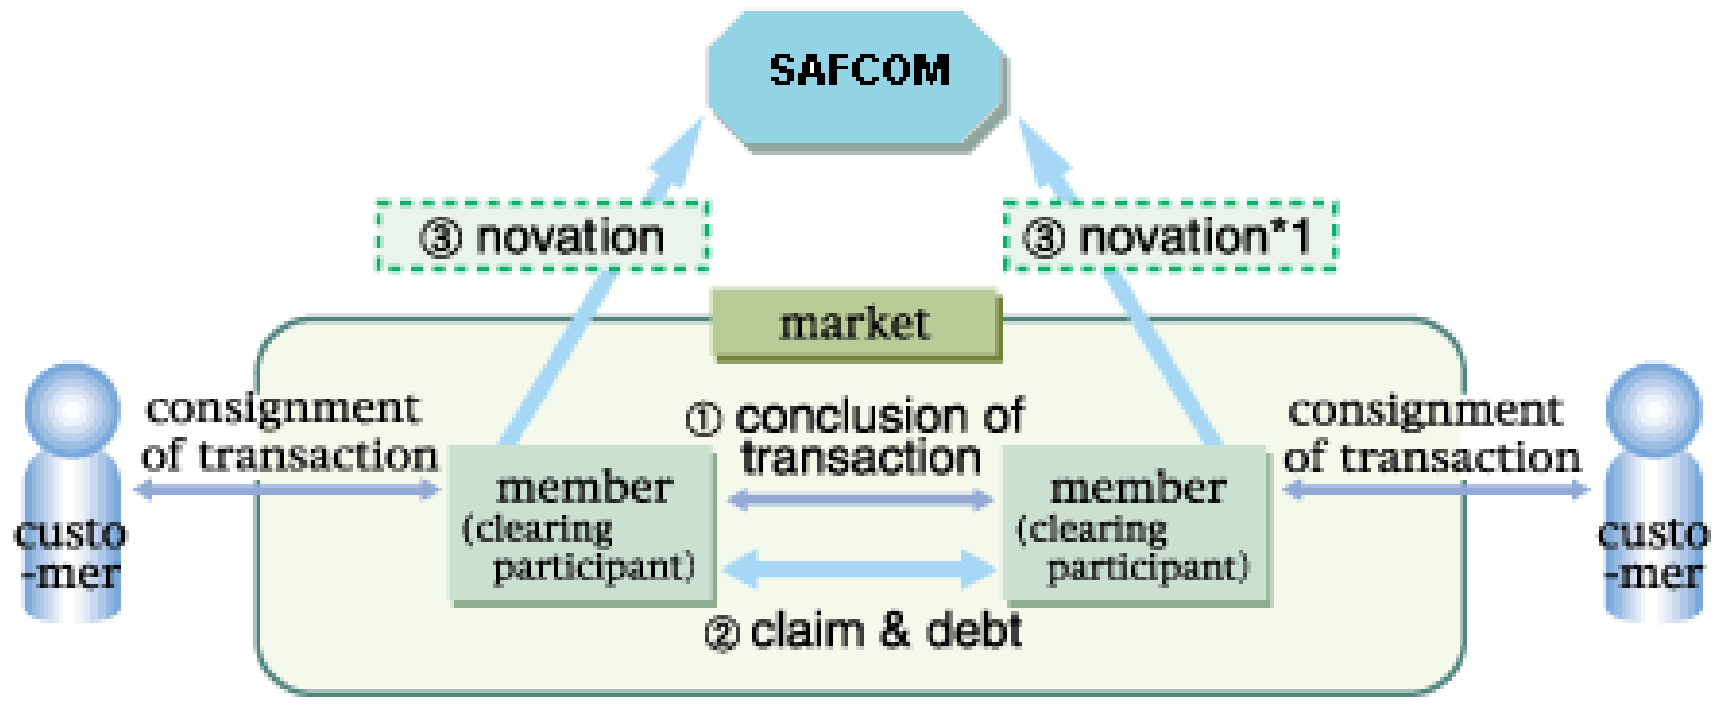 SAFCOM
③ novation
③ novation*1
market
consignment
of transaction
① conclusion of
transaction
consignment
of transaction
member
(clearing
participant)
member
(clearing
participant)
custo
-mer
custo
-mer
② claim & debt